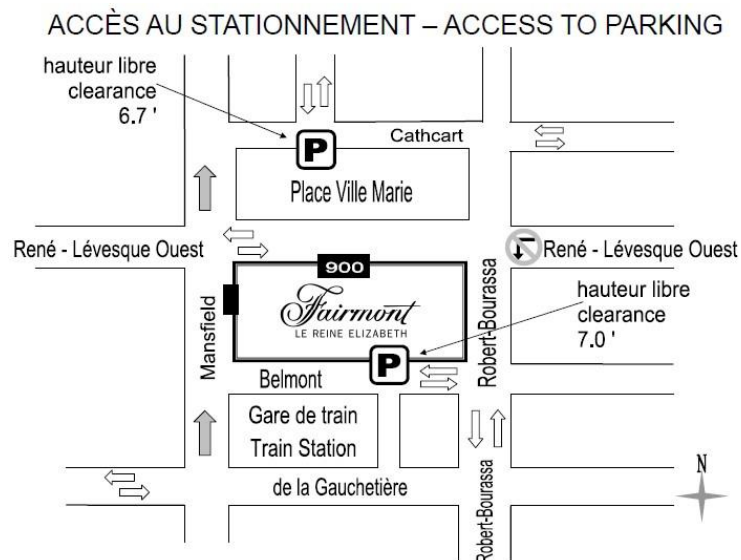 ACCÈS AU STATIONNEMENT – ACCESS TO PARKING
hauteur libre
clearance
6.7 '
P
Cathcart
Place Ville Marie
René - Lévesque Ouest
René - Lévesque Ouest
900
Fairmont
LE REINE ELIZABETH
Mansfield
Robert-Bourassa
hauteur libre
clearance
7.0 '
P
Belmont
Gare de train
Train Station
de la Gauchetière
Robert-Bourassa
N